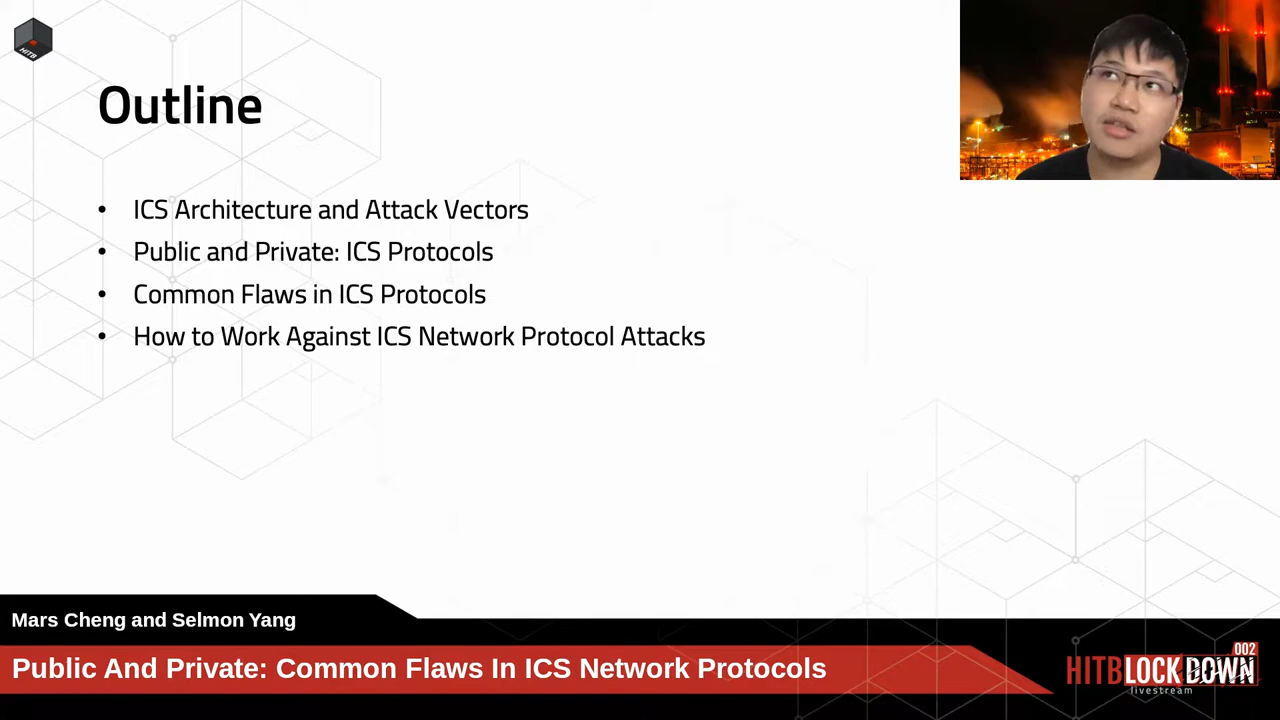 HITB
Outline
• ICS Architecture and Attack Vectors
• Public and Private: ICS Protocols
• Common Flaws in ICS Protocols
• How to Work Against ICS Network Protocol Attacks
Mars Cheng and Selmon Yang
Public And Private: Common Flaws In ICS Network Protocols
002
HITBLOCKDOWN
livestream